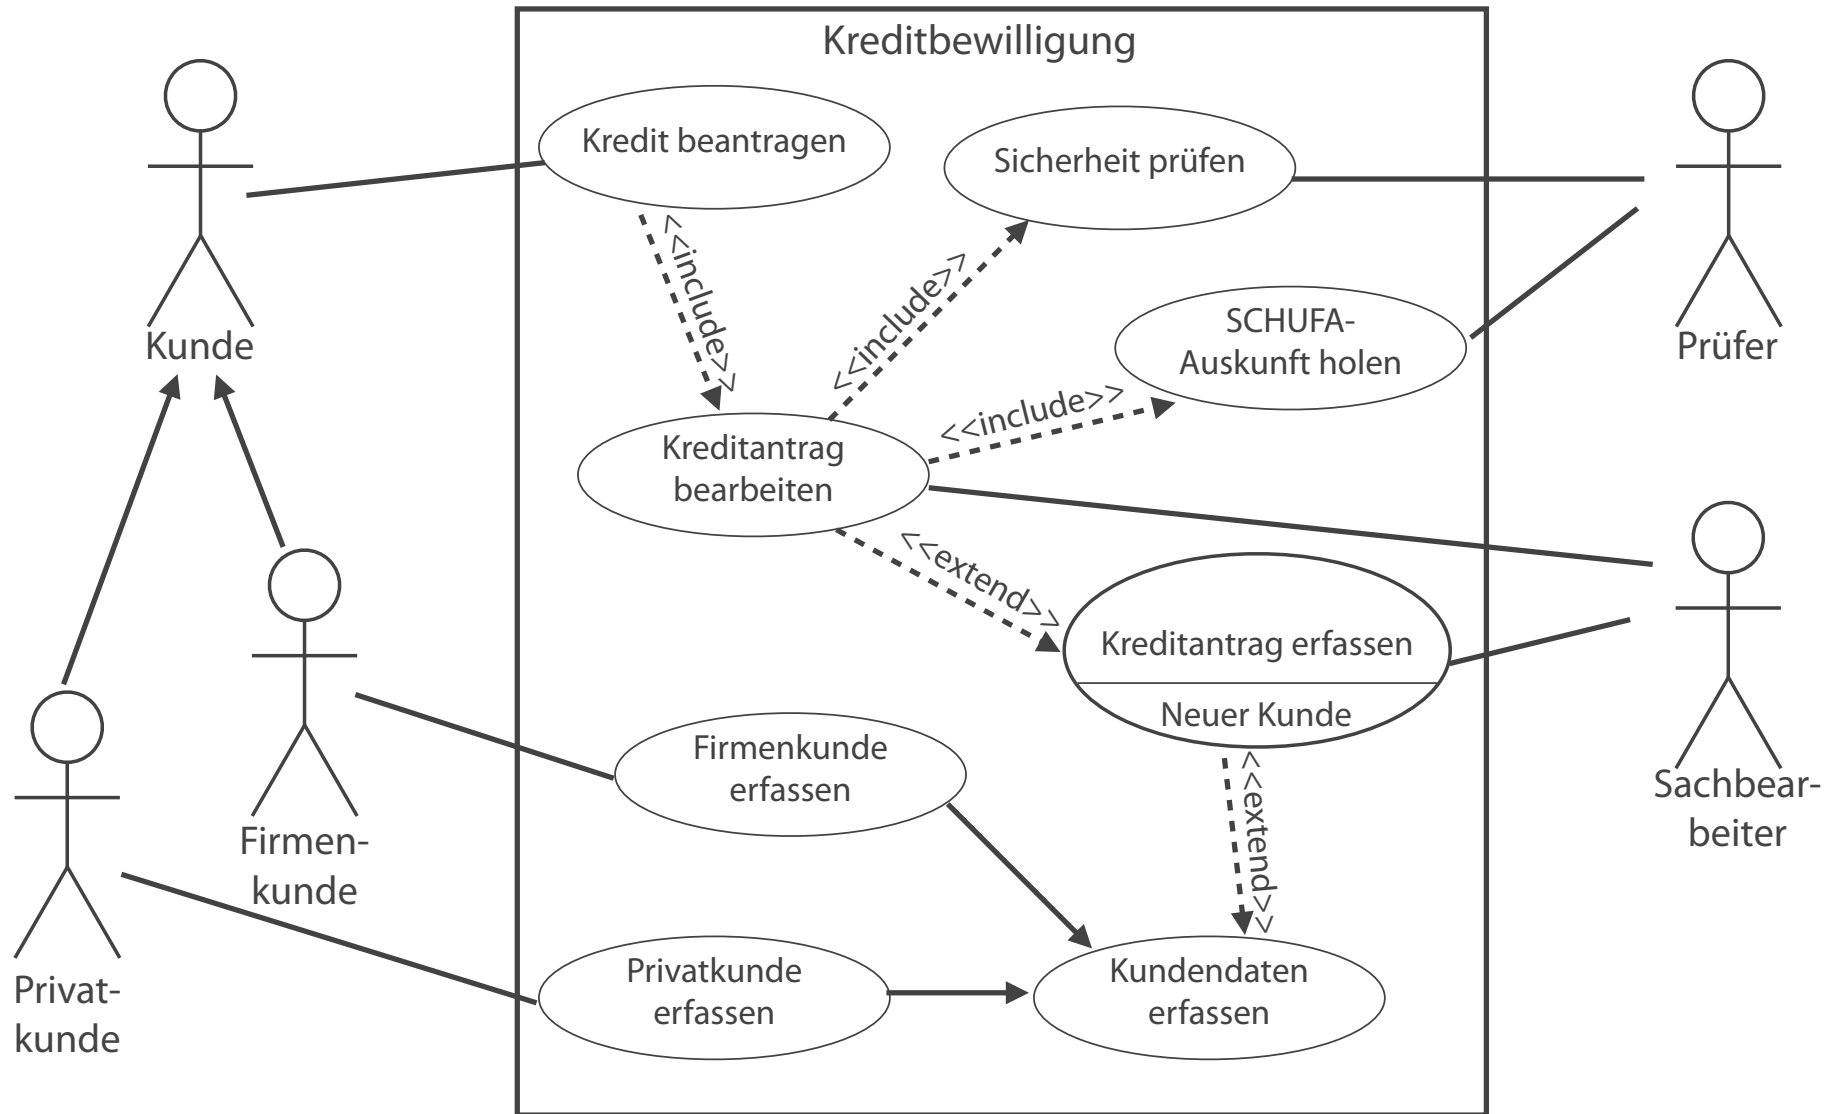 Kreditbewilligung
Kredit beantragen
Sicherheit prüfen
<<include>>
<<include>>
SCHUFA-
Auskunft holen
Kunde
Prüfer
<<include>>
Kreditantrag
bearbeiten
<<extend>>
Kreditantrag erfassen
Neuer Kunde
Firmenkunde
erfassen
<<extend>>
Sachbear-
beiter
Firmen-
kunde
Privatkunde
erfassen
Kundendaten
erfassen
Privat-
kunde